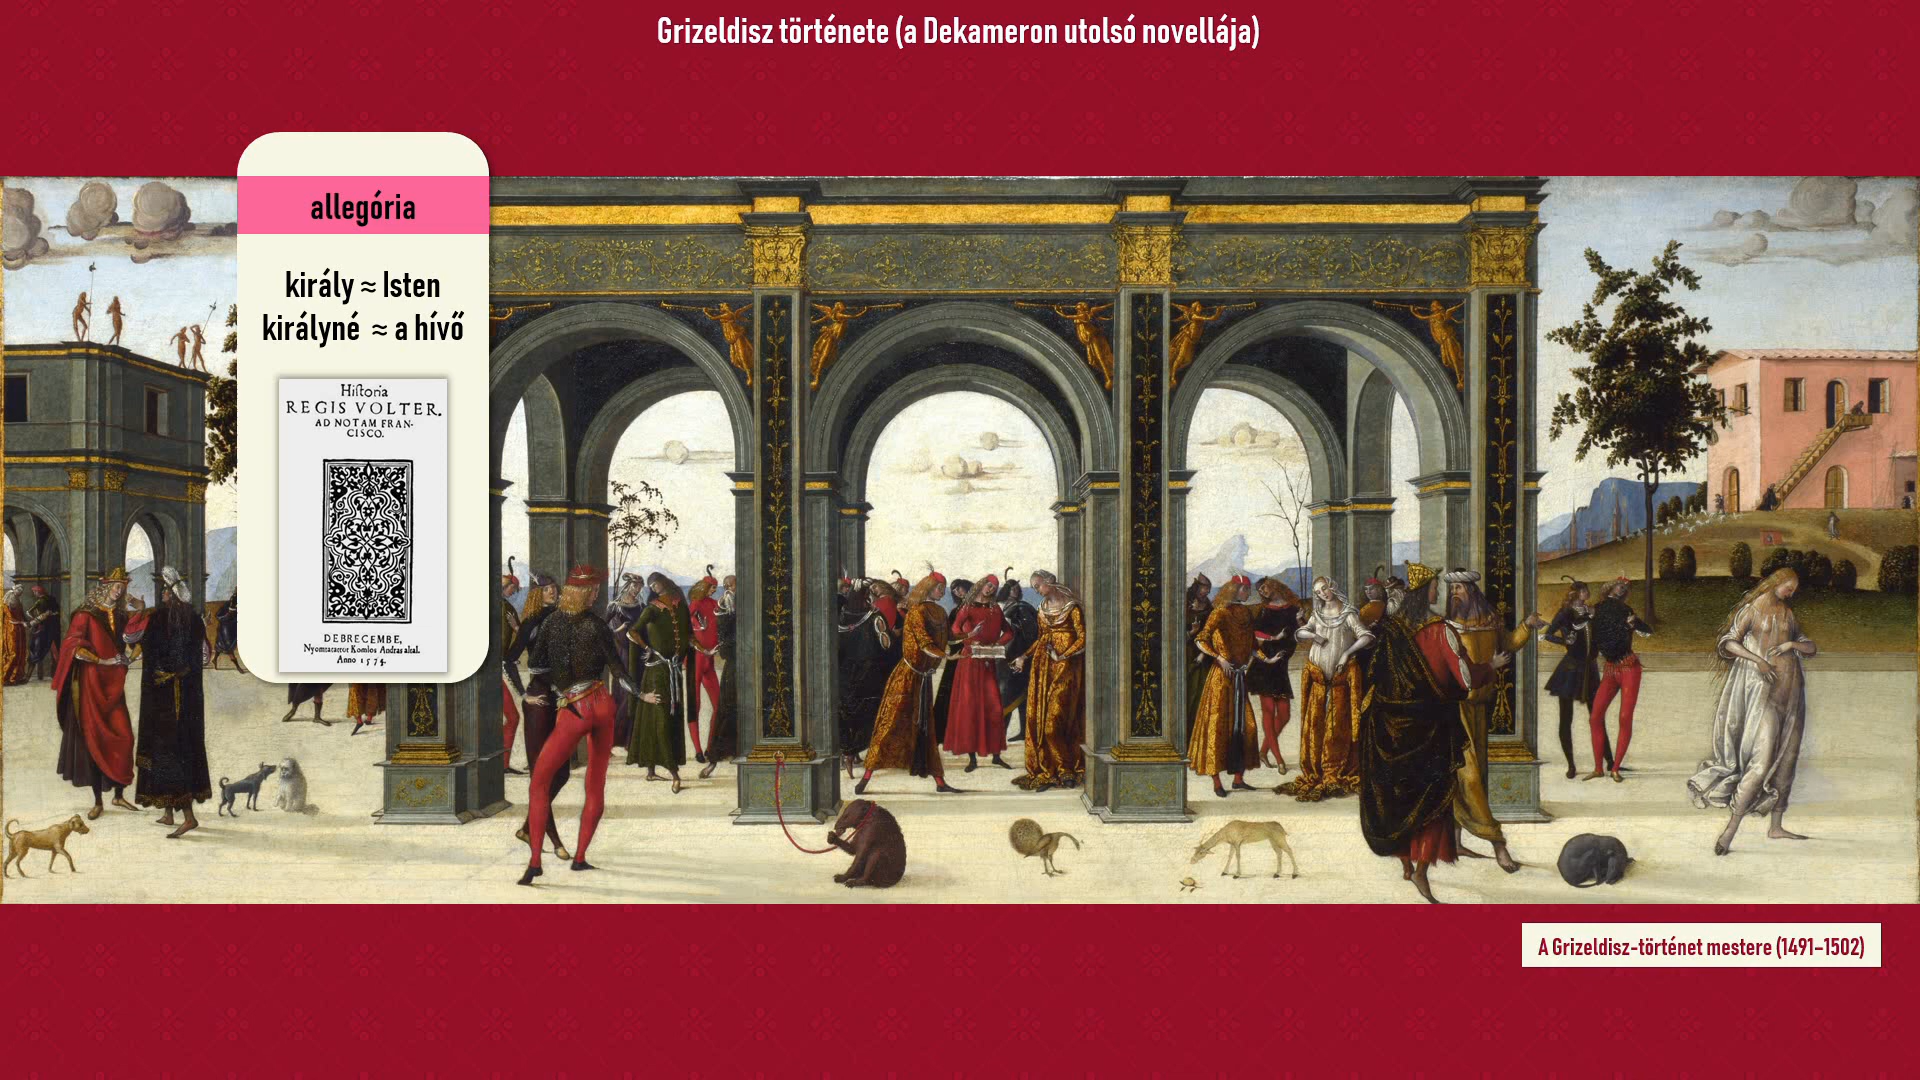 Grizeldisz története (a Dekameron utolsó novellája)
allegória
király ≈ Isten
királyné ≈ a hívő
Hiſtoria
REGIS VOLTER.
AD NOTAM FRAN-
CISCO.
DEBRECEMBE,
Nyomtatattot Komlos Andras altal.
Anno 1574.
A Grizeldisz-történet mestere (1491–1502)